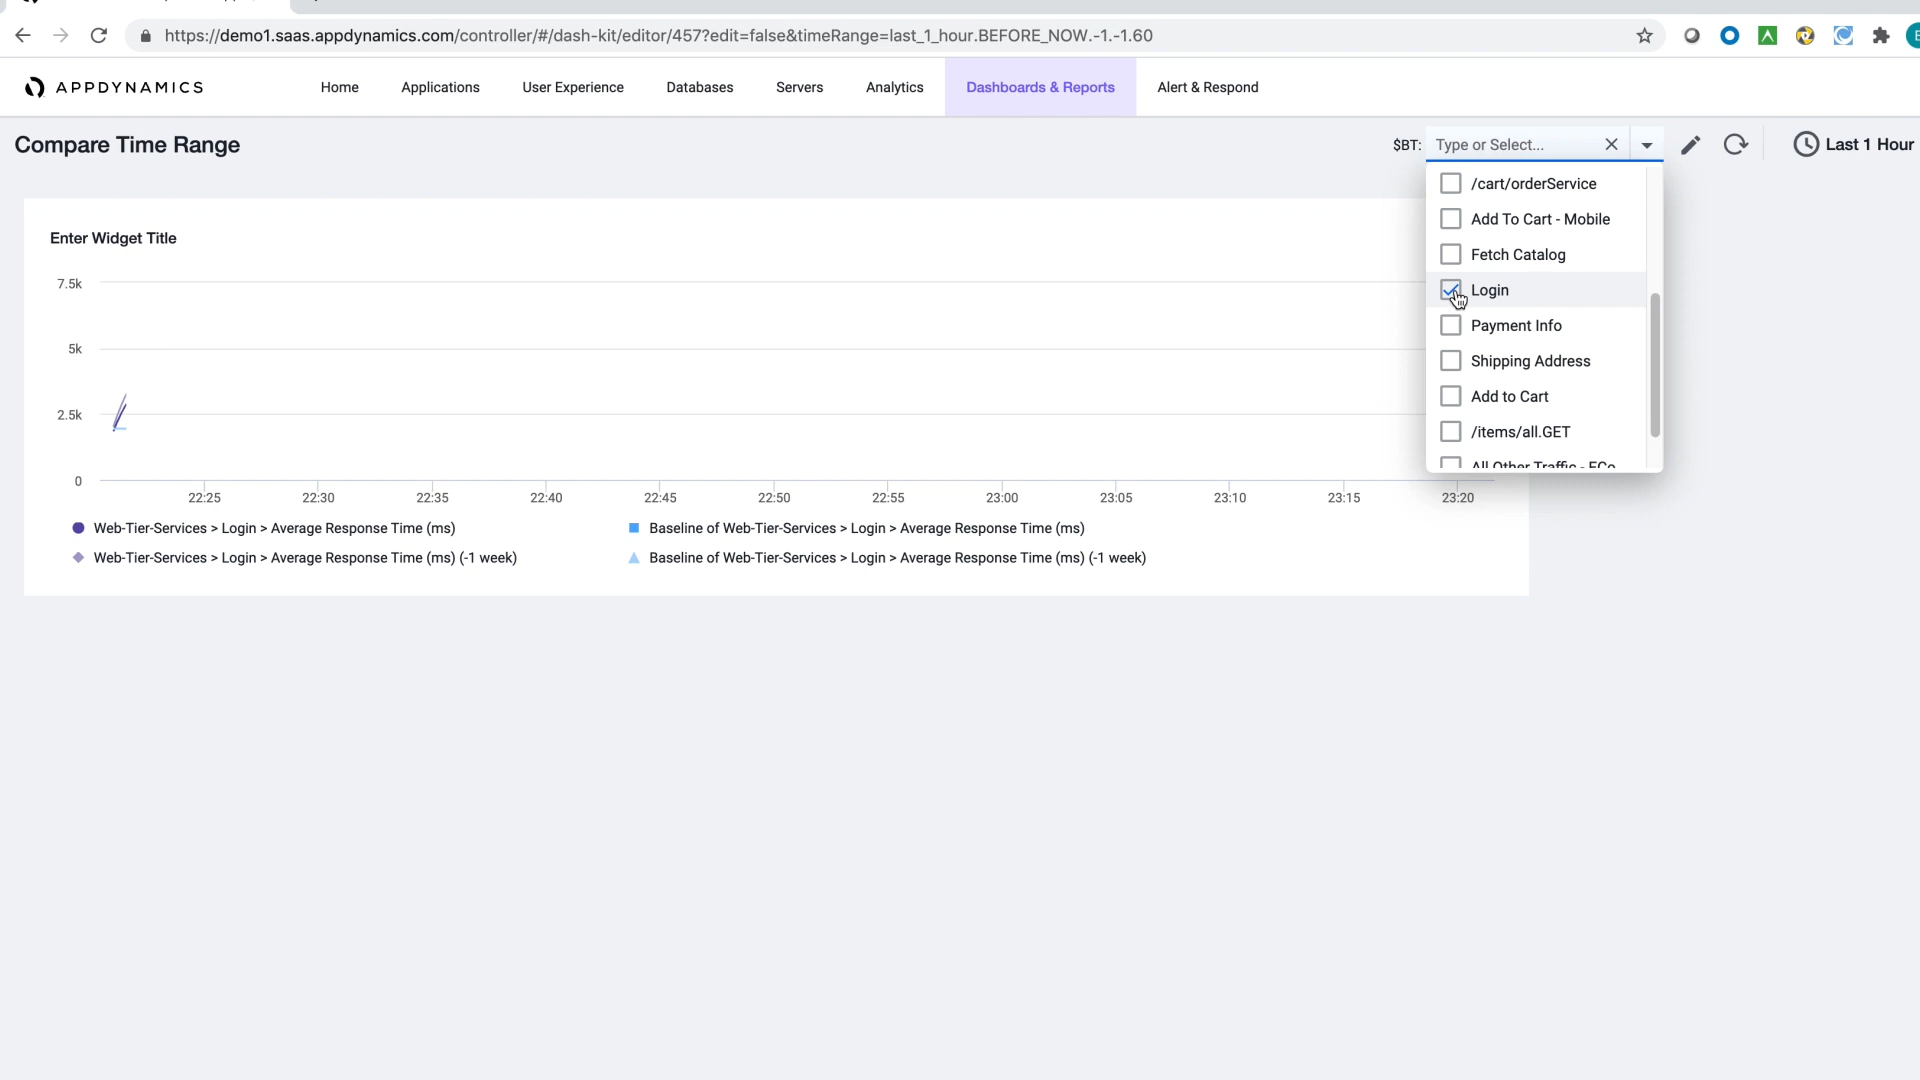 https://demo1.saas.appdynamics.com/controller/#/dash-kit/editor/457?edit=false&timeRange=last_1_hour.BEFORE_NOW.-1.-1.60
APPDYNAMICS Home Applications User Experience Databases Servers Analytics Dashboards & Reports Alert & Respond
Compare Time Range $BT: Type or Select... Last 1 Hour
/cart/orderService
Add To Cart - Mobile
Fetch Catalog
Login
Payment Info
Shipping Address
Add to Cart
/items/all.GET
All Other Traffic - ECo
Enter Widget Title
7.5k
5k
2.5k
0
22:25 22:30 22:35 22:40 22:45 22:50 22:55 23:00 23:05 23:10 23:15 23:20
Web-Tier-Services > Login > Average Response Time (ms) Baseline of Web-Tier-Services > Login > Average Response Time (ms)
Web-Tier-Services > Login > Average Response Time (ms) (-1 week) Baseline of Web-Tier-Services > Login > Average Response Time (ms) (-1 week)